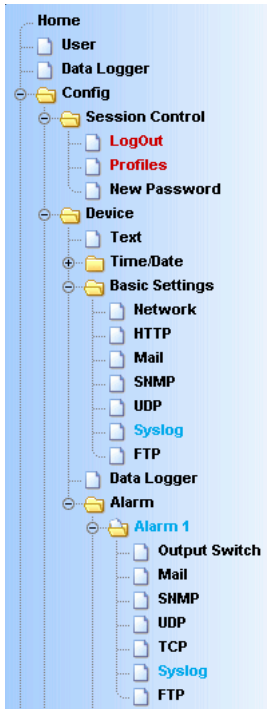 Home
User
Data Logger
Config
Session Control
LogOut
Profiles
New Password
Device
Text
Time/Date
Basic Settings
Network
HTTP
Mail
SNMP
UDP
Syslog
FTP
Data Logger
Alarm
Alarm 1
Output Switch
Mail
SNMP
UDP
TCP
Syslog
FTP